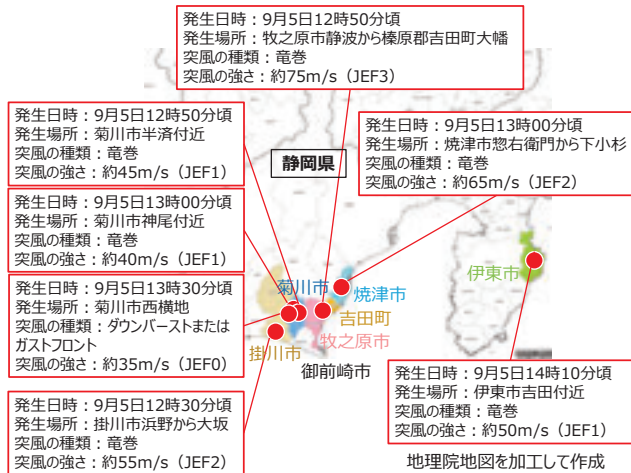 発生日時：9月5日12時50分頃
発生場所：牧之原市静波から榛原郡吉田町大幡
突風の種類：竜巻
突風の強さ：約75m/s（JEF3）
発生日時：9月5日12時50分頃
発生場所：菊川市半済付近
突風の種類：竜巻
突風の強さ：約45m/s（JEF1）
発生日時：9月5日13時00分頃
発生場所：焼津市惣右衛門から下小杉
突風の種類：竜巻
突風の強さ：約65m/s（JEF2）
静岡県
発生日時：9月5日13時00分頃
発生場所：菊川市神尾付近
突風の種類：竜巻
突風の強さ：約40m/s（JEF1）
発生日時：9月5日13時30分頃
発生場所：菊川市西横地
突風の種類：ダウンバーストまたは
ガストフロント
突風の強さ：約35m/s（JEF0）
発生日時：9月5日12時30分頃
発生場所：掛川市浜野から大坂
突風の種類：竜巻
突風の強さ：約55m/s（JEF2）
菊川市
焼津市
吉田町
牧之原市
掛川市
御前崎市
伊東市
発生日時：9月5日14時10分頃
発生場所：伊東市吉田付近
突風の種類：竜巻
突風の強さ：約50m/s（JEF1）
地理院地図を加工して作成